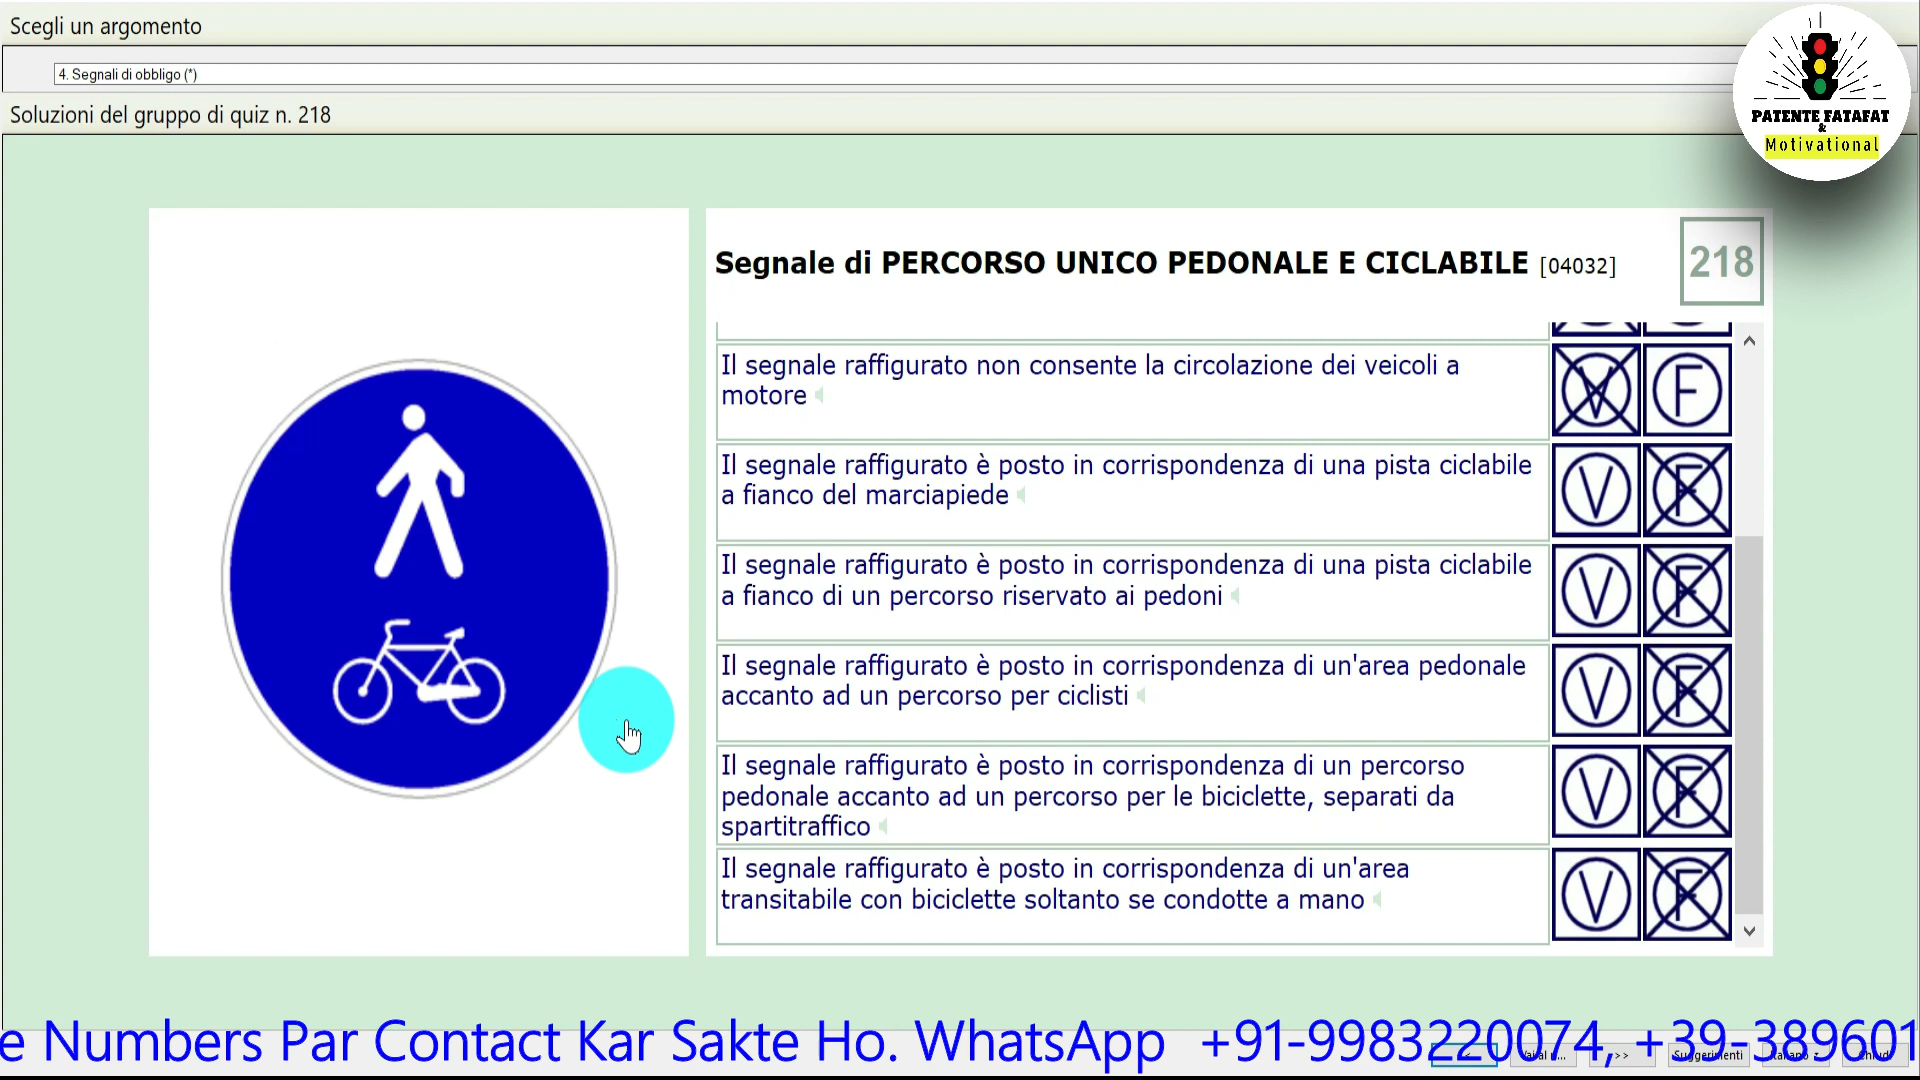 Scegli un argomento
4. Segnali di obbligo (*)
Soluzioni del gruppo di quiz n. 218
PATENTE FATAFAT
&
Motivational
Segnale di PERCORSO UNICO PEDONALE E CICLABILE [04032]
218
Il segnale raffigurato non consente la circolazione dei veicoli a
motore
V F
Il segnale raffigurato è posto in corrispondenza di una pista ciclabile
a fianco del marciapiede
V F
Il segnale raffigurato è posto in corrispondenza di una pista ciclabile
a fianco di un percorso riservato ai pedoni
V F
Il segnale raffigurato è posto in corrispondenza di un'area pedonale
accanto ad un percorso per ciclisti
V F
Il segnale raffigurato è posto in corrispondenza di un percorso
pedonale accanto ad un percorso per le biciclette, separati da
spartitraffico
V F
Il segnale raffigurato è posto in corrispondenza di un'area
transitabile con biciclette soltanto se condotte a mano
V F
e Numbers Par Contact Kar Sakte Ho. WhatsApp +91-9983220074, +39-389601
>> Suggerimenti